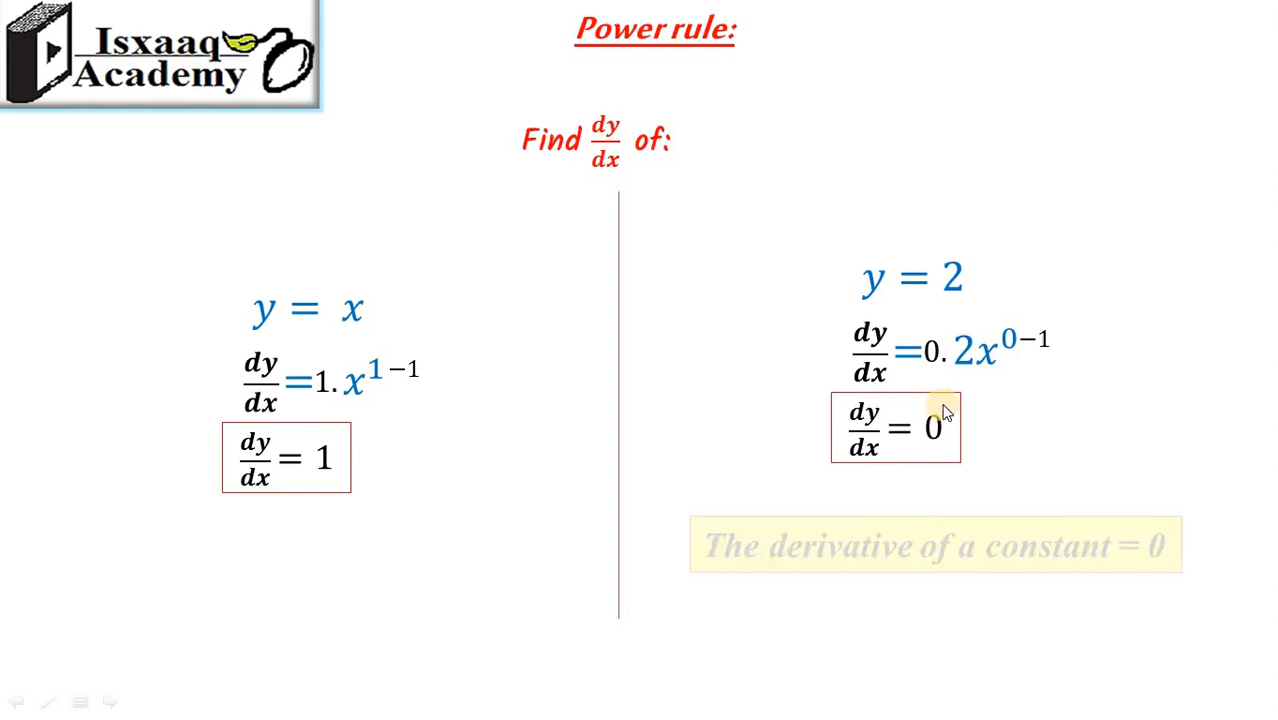 Isxaaq
Academy
Power rule:
Find dy/dx of:
y = x
dy/dx =1. x^{1-1}
dy/dx = 1
y = 2
dy/dx =0. 2x^{0-1}
dy/dx = 0
The derivative of a constant = 0